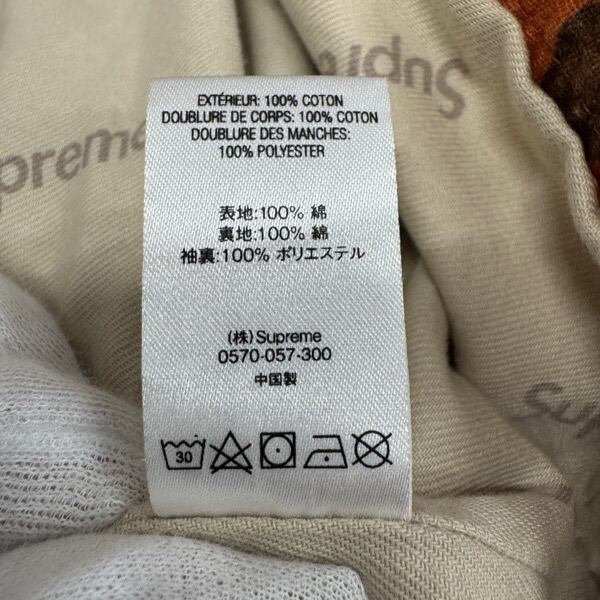 EXTÉRIEUR: 100% COTON
DOUBLURE DE CORPS: 100% COTON
DOUBLURE DES MANCHES:
100% POLYESTER
表地:100% 綿
裏地:100% 綿
袖裏:100% ポリエステル
(株)Supreme
0570-057-300
中国製
30